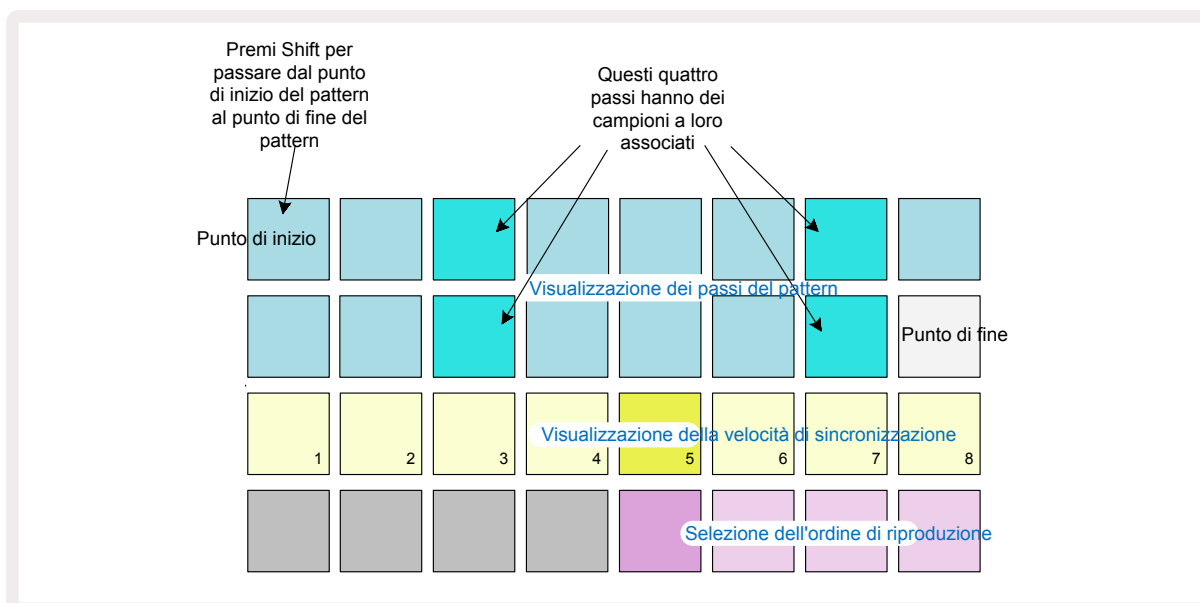 Premi Shift per
passare dal punto
di inizio del pattern
al punto di fine del
pattern
Questi quattro
passi hanno dei
campioni a loro
associati
Punto di inizio
Visualizzazione dei passi del pattern
Punto di fine
Visualizzazione della velocità di sincronizzazione
1 2 3 4 5 6 7 8
Selezione dell'ordine di riproduzione